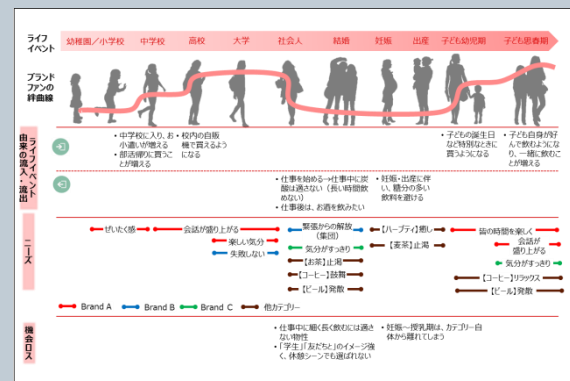 ライフ
イベント
幼稚園／小学校
中学校
高校
大学
社会人
結婚
妊娠
出産
子ども幼児期
子ども思春期
ブランド
ファンの
絆曲線
ライフイベント
由来の流入・流出
• 中学校に入り、お
小遣いが増える
• 部活帰りに買うこ
とが増える
• 校内の自販
機で買えるよう
になる
• 子どもの誕生日
など特別なときに
買うようになる
• 子ども自身が好
んで飲むようにな
り、一緒に飲むこ
とが増える
• 仕事を始める→仕事中に炭
酸は適さない（長い時間飲
めない）
• 仕事後は、お酒を飲みたい
• 妊娠・出産に伴
い、糖分の多い
飲料を避ける
ニーズ
ぜいたく感
会話が盛り上がる
楽しい気分
失敗しない
緊張からの解放
（集団）
気分がすっきり
【お茶】止渇
【コーヒー】鼓舞
【ビール】発散
【ハーブティ】癒し
【麦茶】止渇
皆の時間を楽しく
会話が
盛り上がる
気分がすっきり
【コーヒー】リラックス
【ビール】発散
Brand A
Brand B
Brand C
他カテゴリー
機会ロス
• 仕事中に細く長く飲むには適さ
ない物性
• 「学生」「友だちと」のイメージ強
く、休憩シーンでも選ばれない
• 妊娠～授乳期は、カテゴリー自
体から離れてしまう